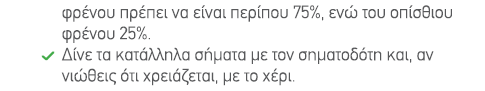 φρένου πρέπει να είναι περίπου 75%, ενώ του οπίσθιου
φρένου 25%.
✓ Δίνε τα κατάλληλα σήματα με τον σηματοδότη και, αν
νιώθεις ότι χρειάζεται, με το χέρι.